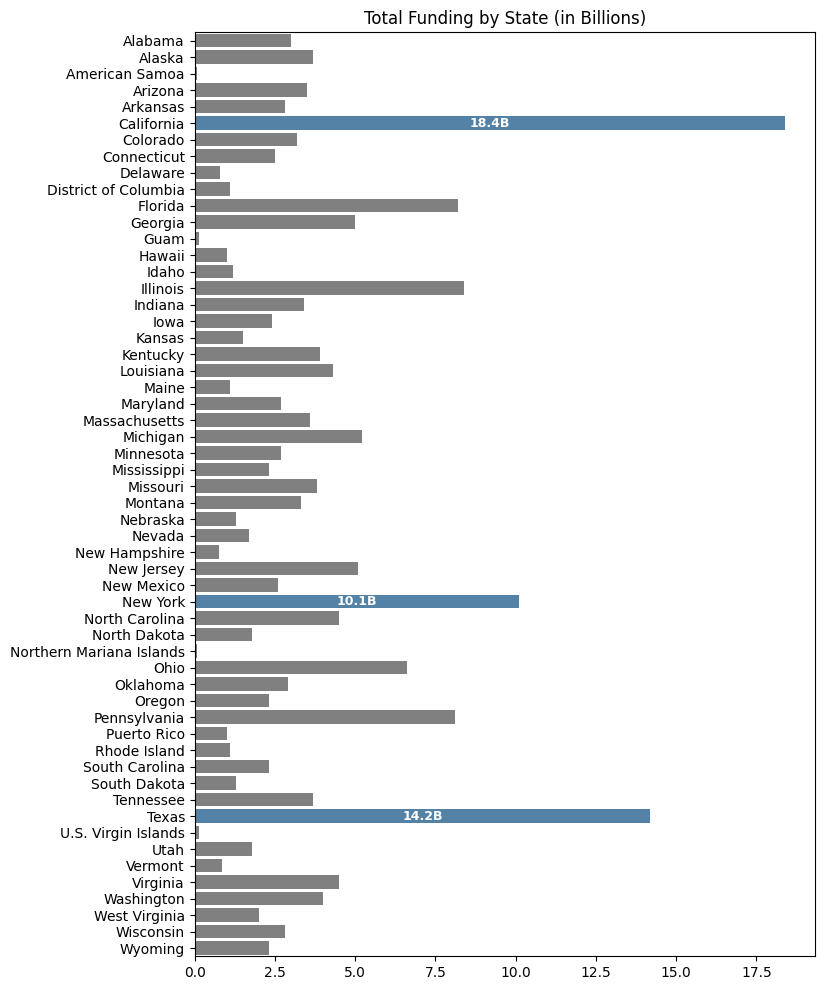 Total Funding by State (in Billions)
Alabama
Alaska
American Samoa
Arizona
Arkansas
California
18.4B
Colorado
Connecticut
Delaware
District of Columbia
Florida
Georgia
Guam
Hawaii
Idaho
Illinois
Indiana
Iowa
Kansas
Kentucky
Louisiana
Maine
Maryland
Massachusetts
Michigan
Minnesota
Mississippi
Missouri
Montana
Nebraska
Nevada
New Hampshire
New Jersey
New Mexico
New York
10.1B
North Carolina
North Dakota
Northern Mariana Islands
Ohio
Oklahoma
Oregon
Pennsylvania
Puerto Rico
Rhode Island
South Carolina
South Dakota
Tennessee
Texas
14.2B
U.S. Virgin Islands
Utah
Vermont
Virginia
Washington
West Virginia
Wisconsin
Wyoming
0.0 2.5 5.0 7.5 10.0 12.5 15.0 17.5